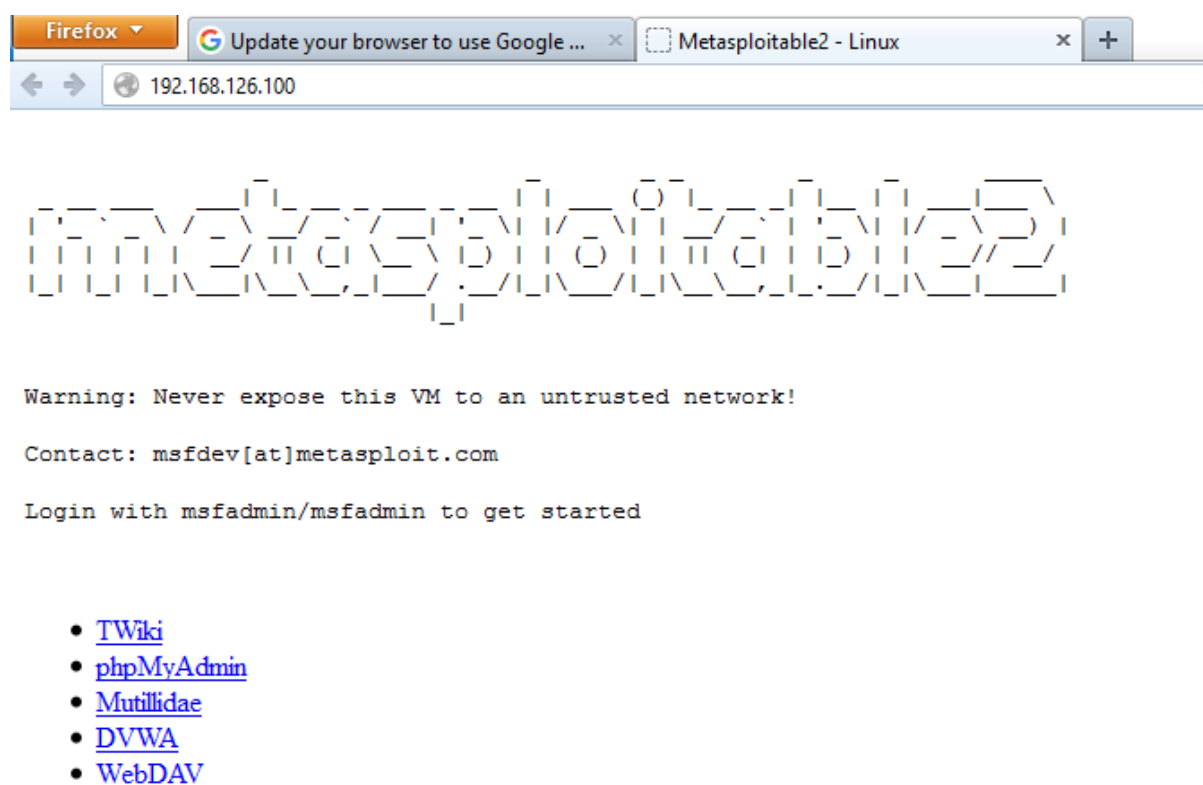 Firefox
Update your browser to use Google ...
Metasploitable2 - Linux
192.168.126.100
metasploitable2
Warning: Never expose this VM to an untrusted network!
Contact: msfdev[at]metasploit.com
Login with msfadmin/msfadmin to get started
TWiki
phpMyAdmin
Mutillidae
DVWA
WebDAV